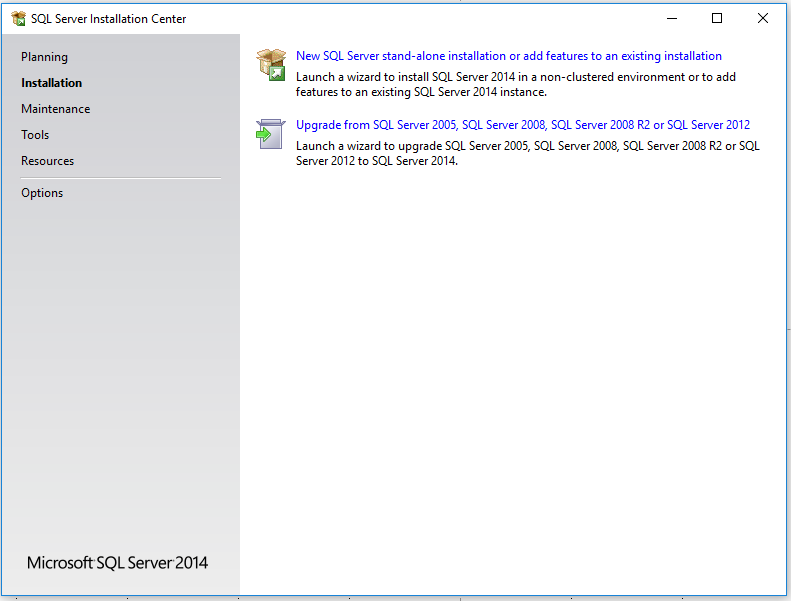 SQL Server Installation Center
Planning
Installation
Maintenance
Tools
Resources
Options
New SQL Server stand-alone installation or add features to an existing installation
Launch a wizard to install SQL Server 2014 in a non-clustered environment or to add
features to an existing SQL Server 2014 instance.
Upgrade from SQL Server 2005, SQL Server 2008, SQL Server 2008 R2 or SQL Server 2012
Launch a wizard to upgrade SQL Server 2005, SQL Server 2008, SQL Server 2008 R2 or SQL
Server 2012 to SQL Server 2014.
Microsoft SQL Server 2014